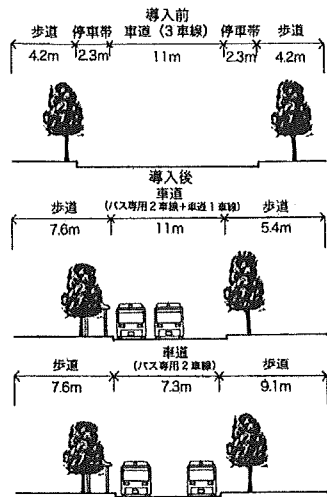 導入前
歩道 停車帯 車道（3車線） 停車帯 歩道
4.2m 2.3m 11m 2.3m 4.2m
導入後
車道
歩道 （バス専用2車線＋車道1車線） 歩道
7.6m 11m 5.4m
車道
歩道 （バス専用2車線） 歩道
7.6m 7.3m 9.1m